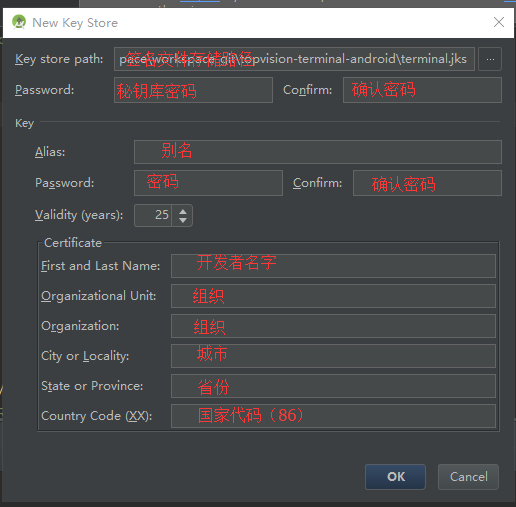 New Key Store
Key store path: pace\workspace_git\topvision-terminal-android\terminal.jks ...
签名文件存储路径
Password: 秘钥库密码 Confirm: 确认密码
Key
Alias: 别名
Password: 密码 Confirm: 确认密码
Validity (years): 25
Certificate
First and Last Name: 开发者名字
Organizational Unit: 组织
Organization: 组织
City or Locality: 城市
State or Province: 省份
Country Code (XX): 国家代码（86）
OK Cancel